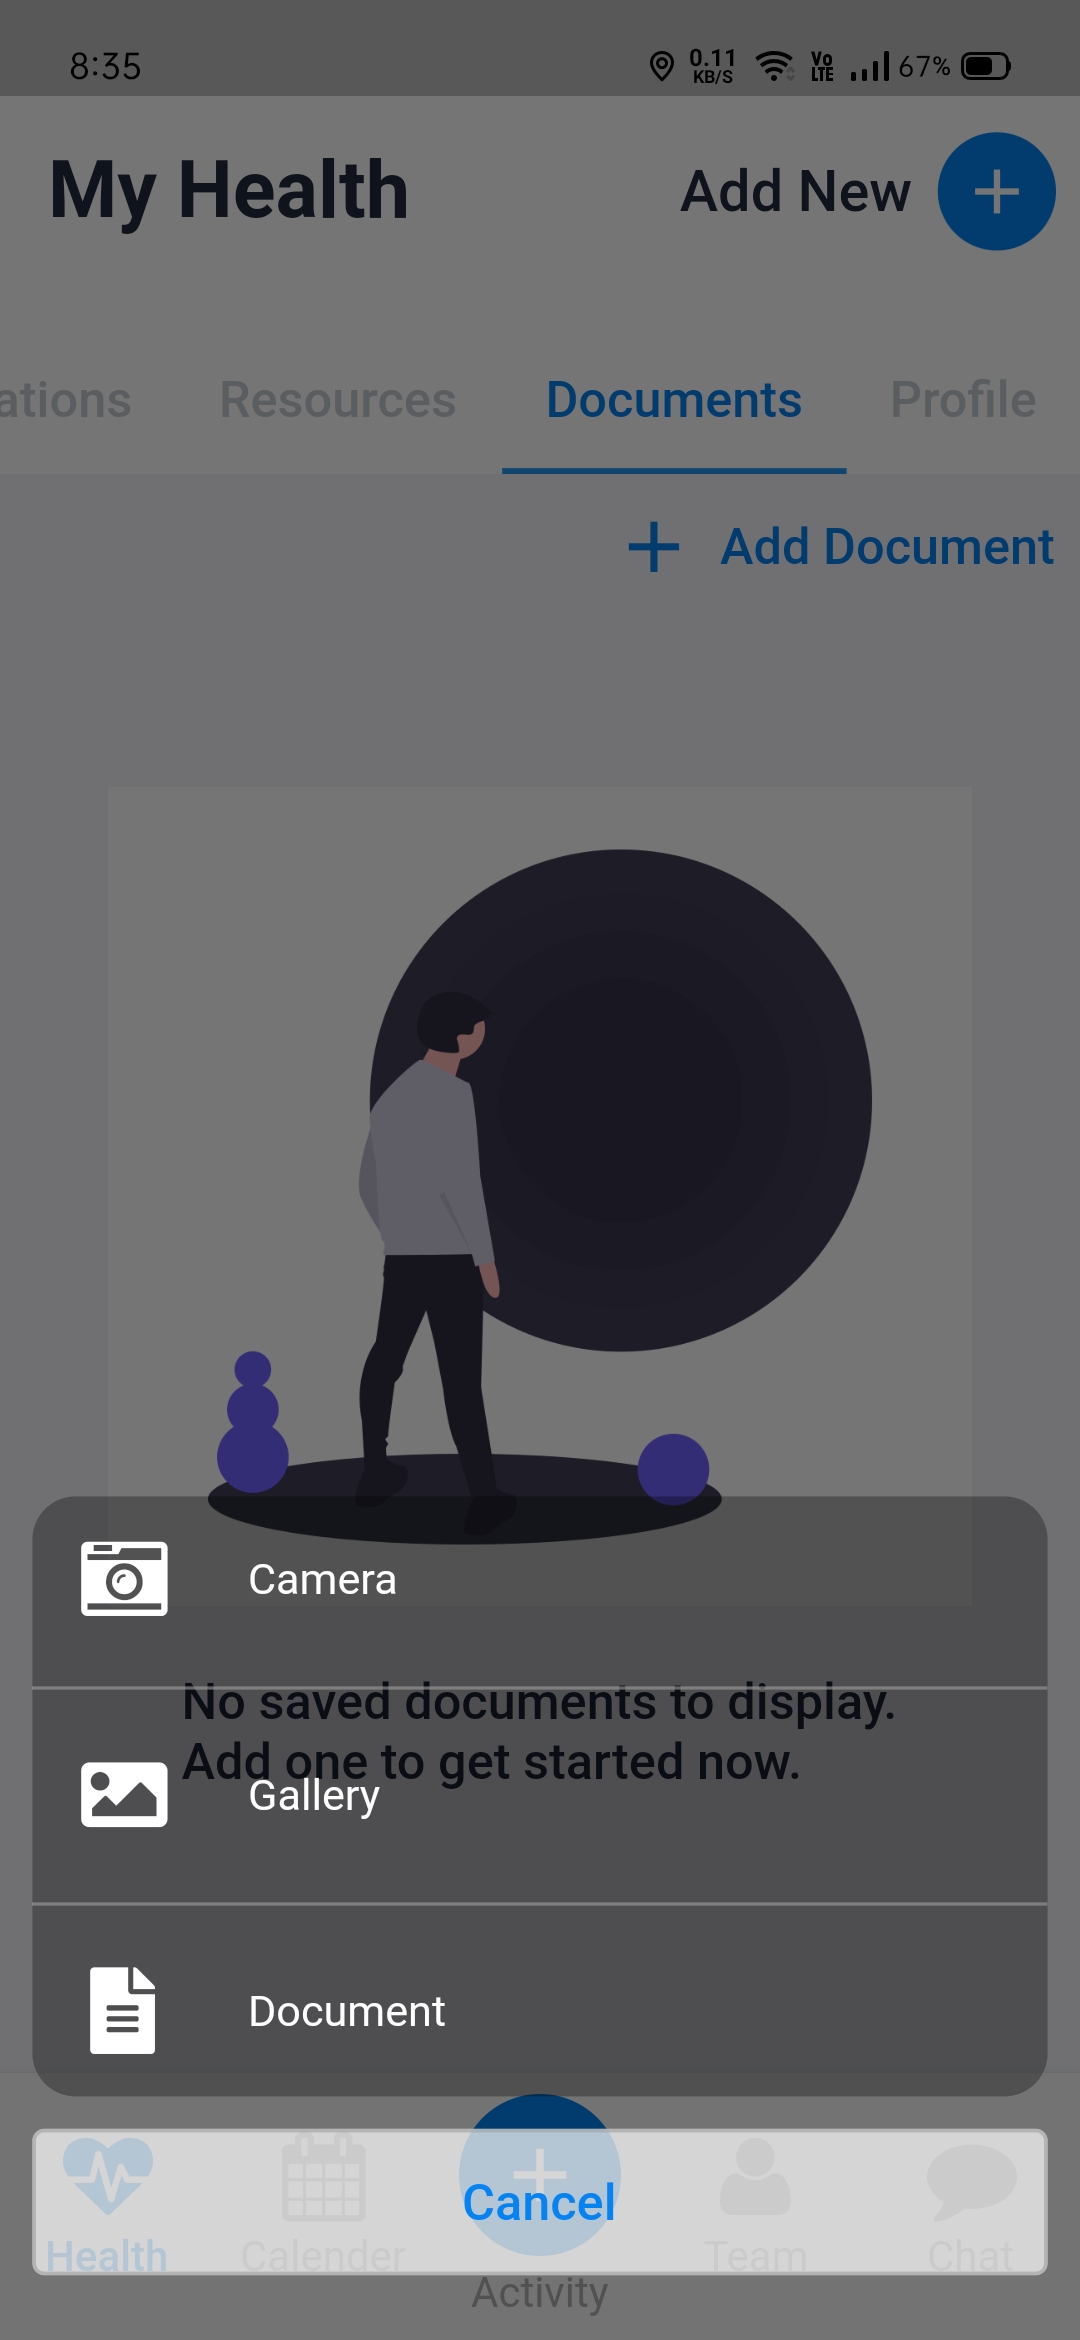 8:35
0.11
KB/S
Vo
LTE
67%
My Health
Add New
ations
Resources
Documents
Profile
Add Document
Camera
No saved documents to display.
Add one to get started now.
Gallery
Document
Cancel
Health
Calender
Team
Chat
Activity